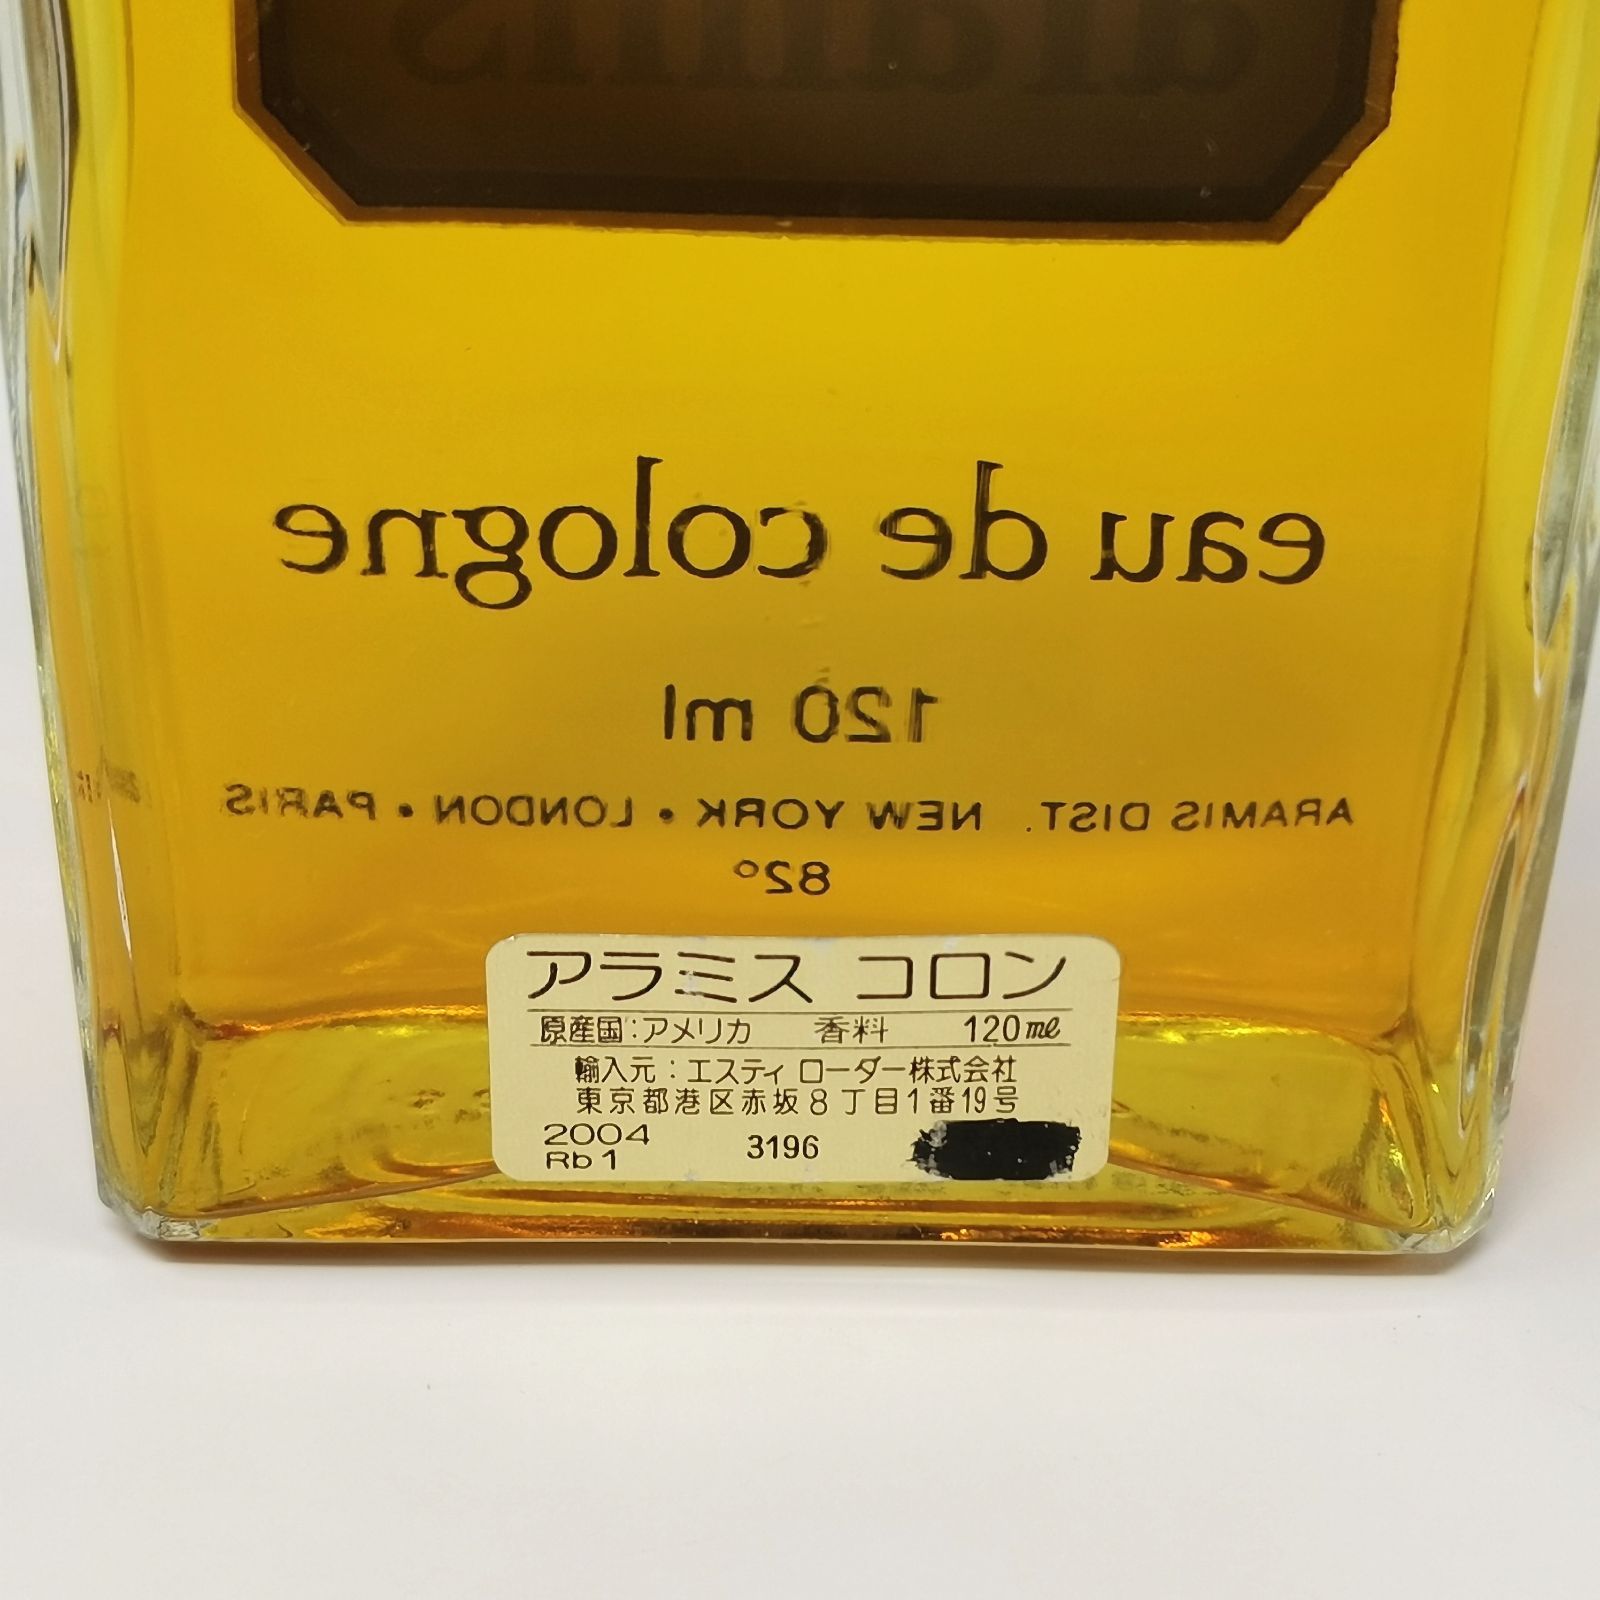 aramis
eau de cologne
120 ml
ARAMIS DIST. NEW YORK • LONDON • PARIS
82°
アラミス コロン
原産国:アメリカ 香料 120ml
輸入元:エスティ ローダー株式会社
東京都港区赤坂8丁目1番19号
2004 3196
Rb1